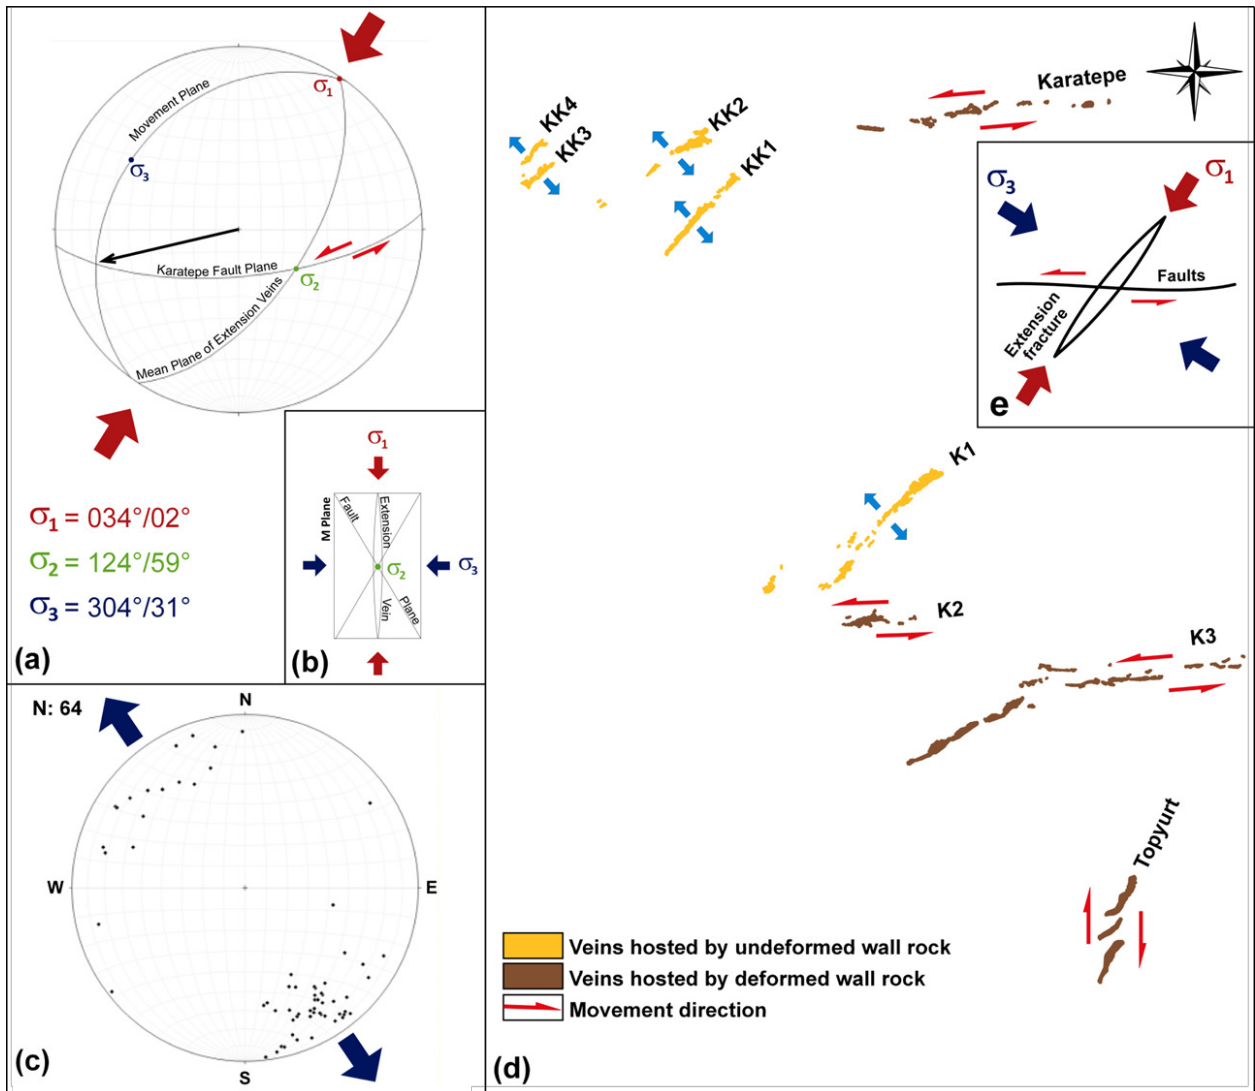 σ1
Movement Plane
σ3
Karatepe Fault Plane
σ2
Mean Plane of Extension Veins
σ1 = 034°/02°
σ2 = 124°/59°
σ3 = 304°/31°
(a)
σ1
M Plane
Fault
Extension
σ2
σ3
Vein
Plane
(b)
N: 64
N
W
E
S
(c)
Karatepe
KK4
KK3
KK2
KK1
σ3
σ1
Faults
Extension
fracture
e
K1
K2
K3
Topyurt
Veins hosted by undeformed wall rock
Veins hosted by deformed wall rock
Movement direction
(d)